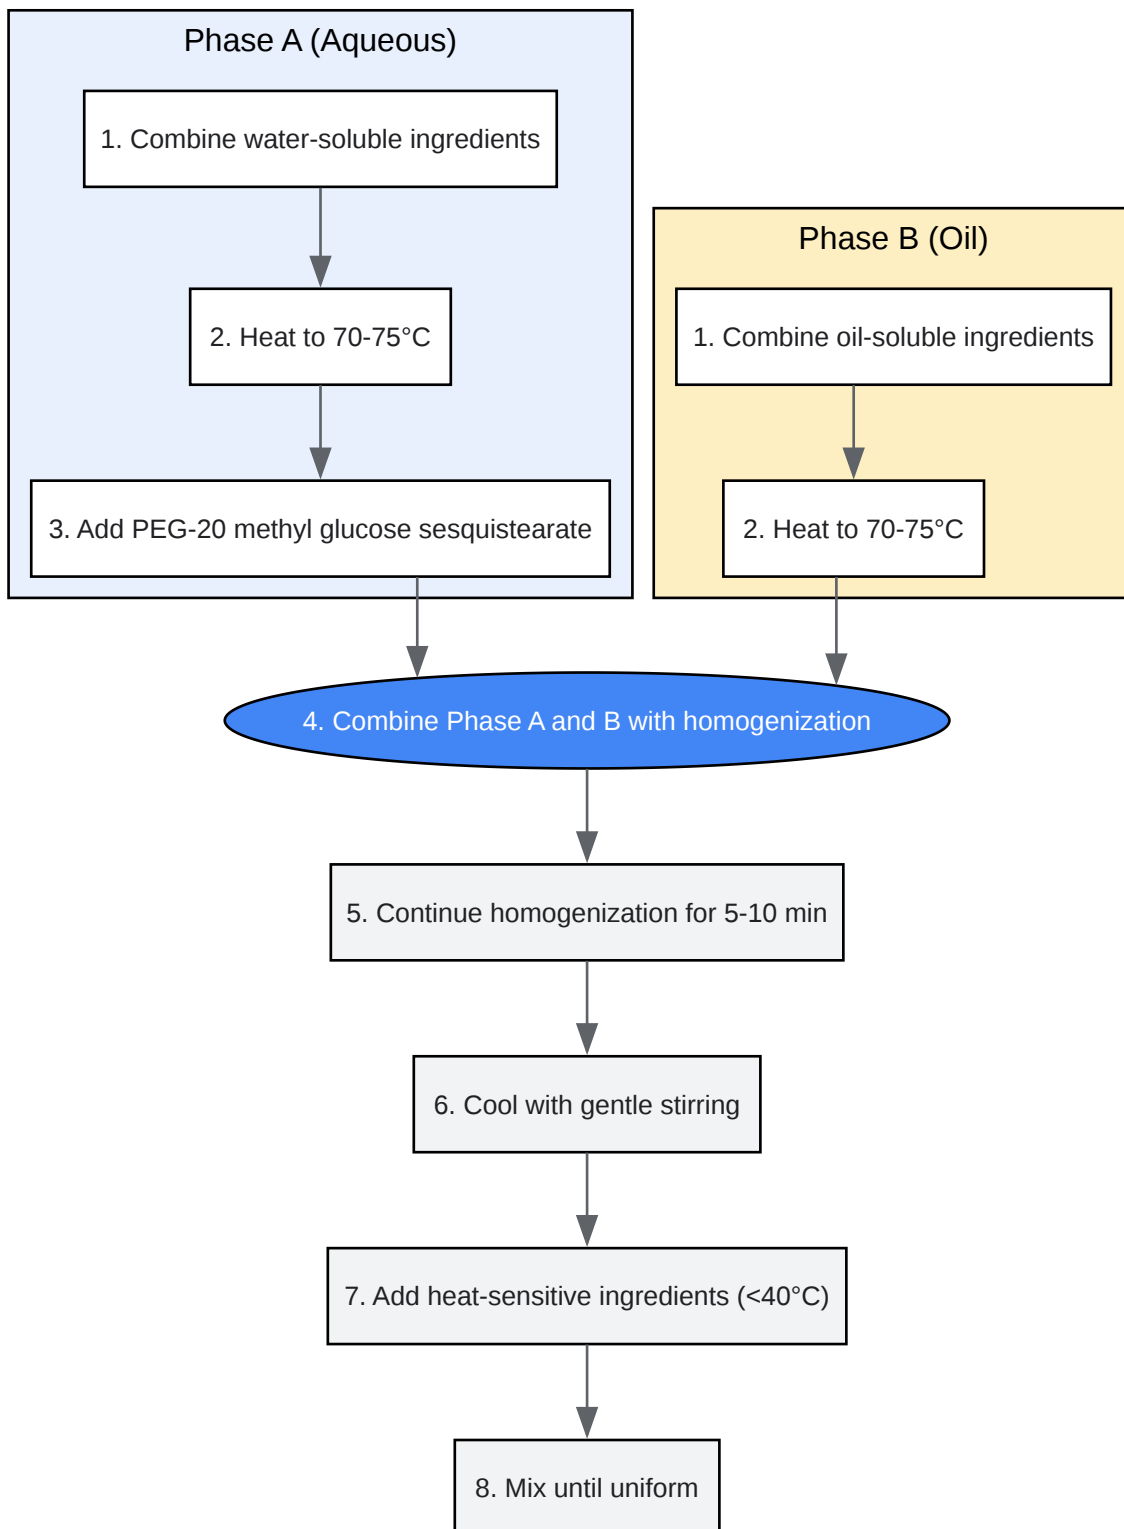 Phase A (Aqueous)
1. Combine water-soluble ingredients
2. Heat to 70-75°C
3. Add PEG-20 methyl glucose sesquistearate
Phase B (Oil)
1. Combine oil-soluble ingredients
2. Heat to 70-75°C
4. Combine Phase A and B with homogenization
5. Continue homogenization for 5-10 min
6. Cool with gentle stirring
7. Add heat-sensitive ingredients (<40°C)
8. Mix until uniform